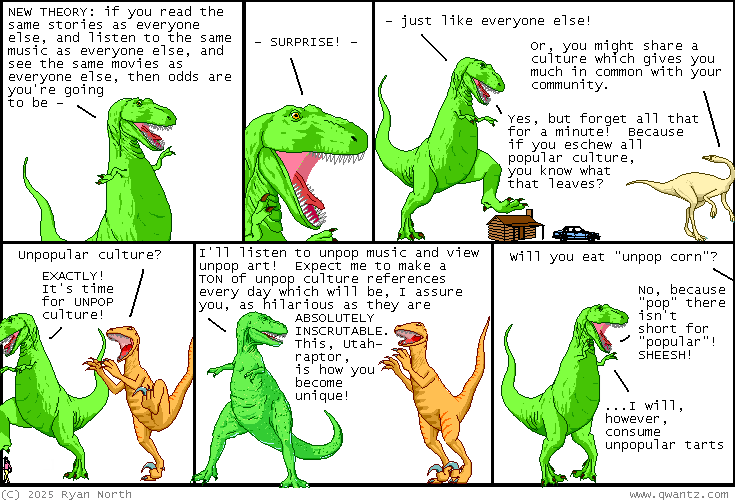 NEW THEORY: if you read the
same stories as everyone
else, and listen to the same
music as everyone else, and
see the same movies as
everyone else, then odds are
you're going
to be –
– SURPRISE! –
– just like everyone else!
Or, you might share a
culture which gives you
much in common with your
community.
Yes, but forget all that
for a minute! Because
if you eschew all
popular culture,
you know what
that leaves?
Unpopular culture?
EXACTLY!
It's time
for UNPOP
culture!
I'll listen to unpop music and view
unpop art! Expect me to make a
TON of unpop culture references
every day which will be, I assure
you, as hilarious as they are
ABSOLUTELY
INSCRUTABLE.
This, Utah–
raptor,
is how you
become
unique!
Will you eat "unpop corn"?
No, because
"pop" there
isn't
short for
"popular"!
SHEESH!
...I will,
however,
consume
unpopular tarts
(C) 2025 Ryan North
www.qwantz.com